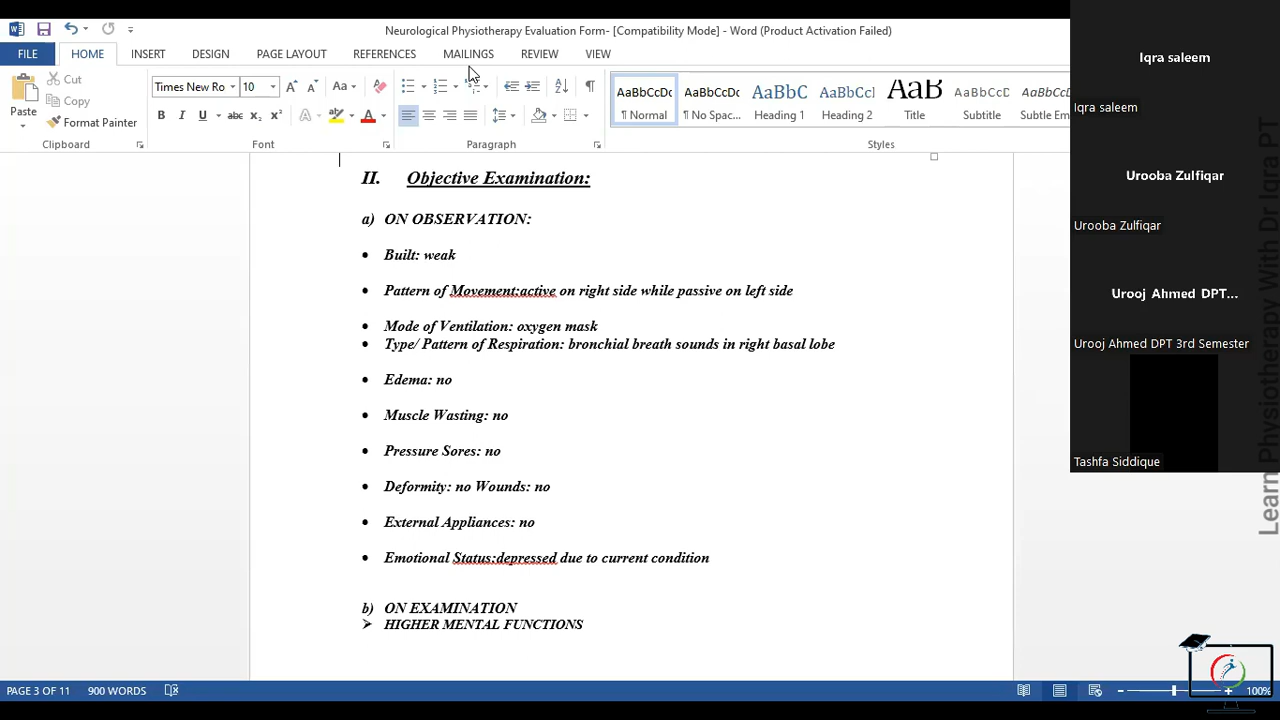 Neurological Physiotherapy Evaluation Form- [Compatibility Mode] - Word (Product Activation Failed)
FILE HOME INSERT DESIGN PAGE LAYOUT REFERENCES MAILINGS REVIEW VIEW
Cut
Copy
Format Painter
Paste
Times New Ro 10
AaBbCcDc AaBbCcDc AaBbC AaBbCcI AaB AaBbCcD AaBbCcDc
¶ Normal ¶ No Spac... Heading 1 Heading 2 Title Subtitle Subtle Em
Clipboard Font Paragraph Styles
II. Objective Examination:
a) ON OBSERVATION:
• Built: weak
• Pattern of Movement:active on right side while passive on left side
• Mode of Ventilation: oxygen mask
• Type/ Pattern of Respiration: bronchial breath sounds in right basal lobe
• Edema: no
• Muscle Wasting: no
• Pressure Sores: no
• Deformity: no Wounds: no
• External Appliances: no
• Emotional Status:depressed due to current condition
b) ON EXAMINATION
➢ HIGHER MENTAL FUNCTIONS
PAGE 3 OF 11 900 WORDS
100%
Iqra saleem
Iqra saleem
Urooba Zulfiqar
Urooba Zulfiqar
Urooj Ahmed DPT...
Urooj Ahmed DPT 3rd Semester
Tashfa Siddique
Learn Physiotherapy With Dr Iqra PT